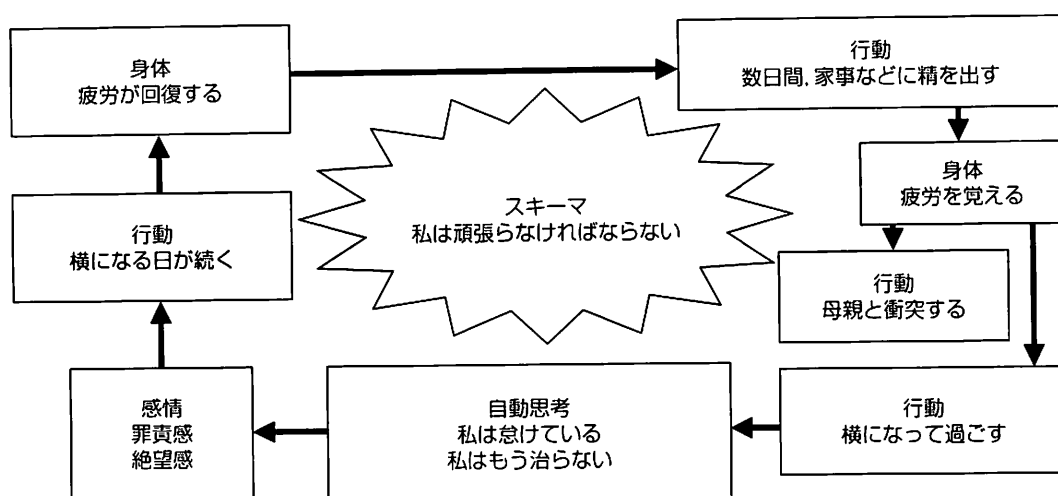 身体
疲労が回復する
行動
数日間，家事などに精を出す
身体
疲労を覚える
行動
母親と衝突する
行動
横になって過ごす
自動思考
私は怠けている
私はもう治らない
感情
罪責感
絶望感
行動
横になる日が続く
スキーマ
私は頑張らなければならない